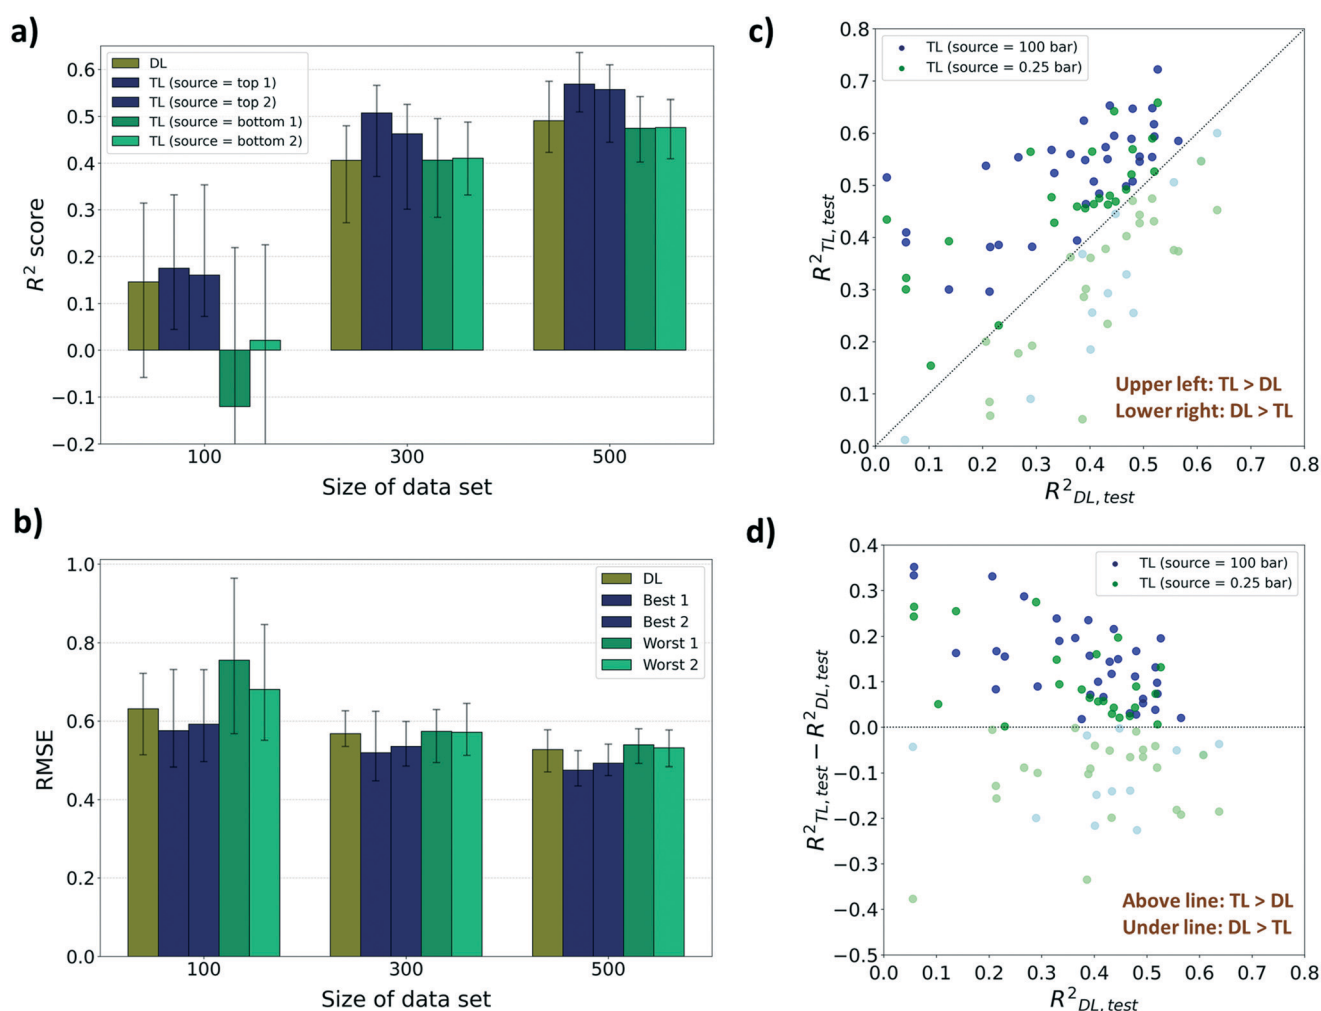 a)
0.6
0.5
0.4
0.3
0.2
0.1
0.0
−0.1
−0.2
R² score
DL
TL (source = top 1)
TL (source = top 2)
TL (source = bottom 1)
TL (source = bottom 2)
100
300
500
Size of data set
b)
1.0
0.8
0.6
0.4
0.2
0.0
RMSE
DL
Best 1
Best 2
Worst 1
Worst 2
100
300
500
Size of data set
c)
0.8
0.7
0.6
0.5
0.4
0.3
0.2
0.1
0.0
R²TL, test
TL (source = 100 bar)
TL (source = 0.25 bar)
Upper left: TL > DL
Lower right: DL > TL
0.0 0.1 0.2 0.3 0.4 0.5 0.6 0.7 0.8
R²DL, test
d)
0.4
0.3
0.2
0.1
0.0
−0.1
−0.2
−0.3
−0.4
−0.5
R²TL, test − R²DL, test
TL (source = 100 bar)
TL (source = 0.25 bar)
Above line: TL > DL
Under line: DL > TL
0.0 0.1 0.2 0.3 0.4 0.5 0.6 0.7 0.8
R²DL, test